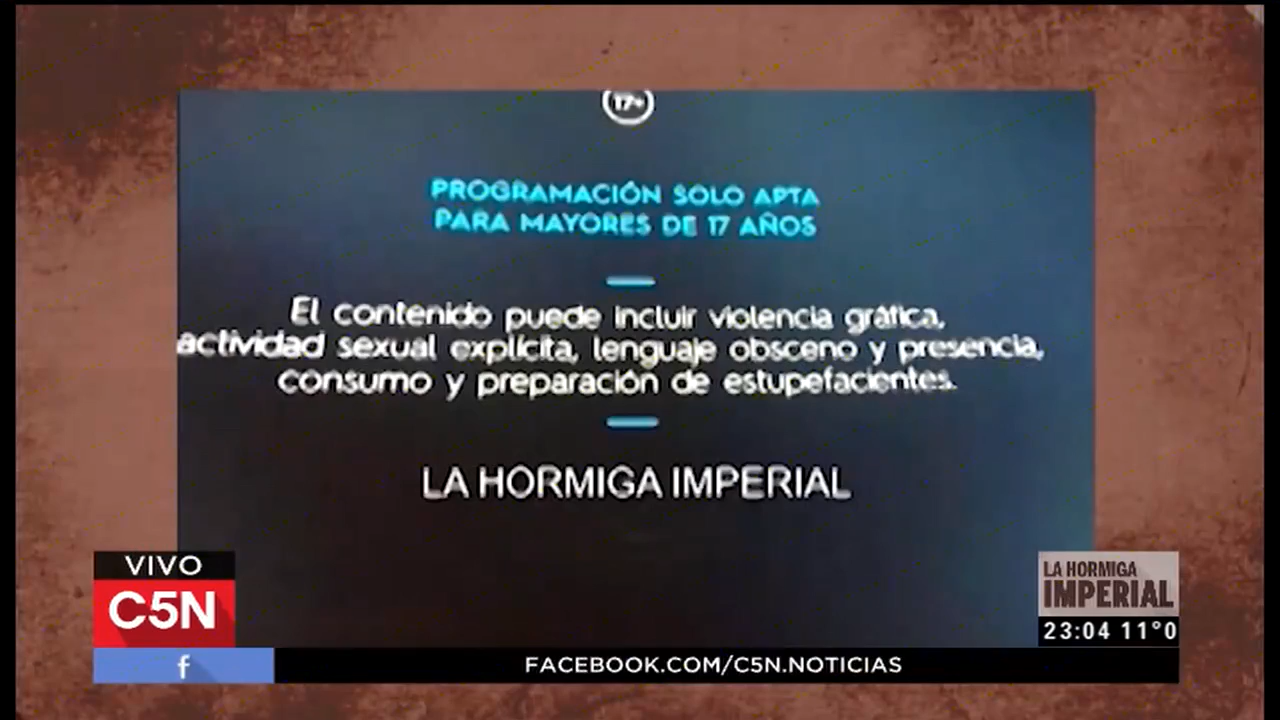 17+
PROGRAMACIÓN SOLO APTA
PARA MAYORES DE 17 AÑOS
El contenido puede incluir violencia gráfica,
actividad sexual explícita, lenguaje obsceno y presencia,
consumo y preparación de estupefacientes.
LA HORMIGA IMPERIAL
VIVO
C5N
LA HORMIGA
IMPERIAL
23:04 11°0
f
FACEBOOK.COM/C5N.NOTICIAS